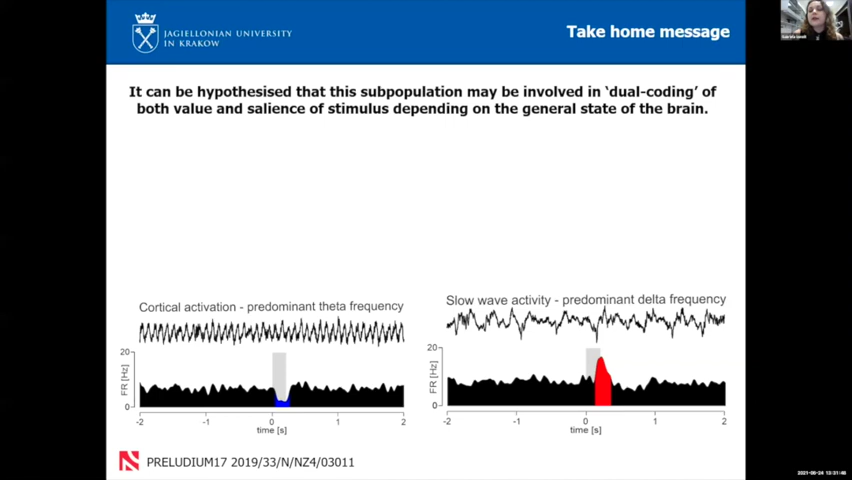 JAGIELLONIAN UNIVERSITY
IN KRAKOW
Take home message
It can be hypothesised that this subpopulation may be involved in ‘dual-coding’ of
both value and salience of stimulus depending on the general state of the brain.
Cortical activation - predominant theta frequency
20
FR [Hz]
0
-2 -1 0 1 2
time [s]
Slow wave activity - predominant delta frequency
20
FR [Hz]
0
-2 -1 0 1 2
time [s]
PRELUDIUM17 2019/33/N/NZ4/03011